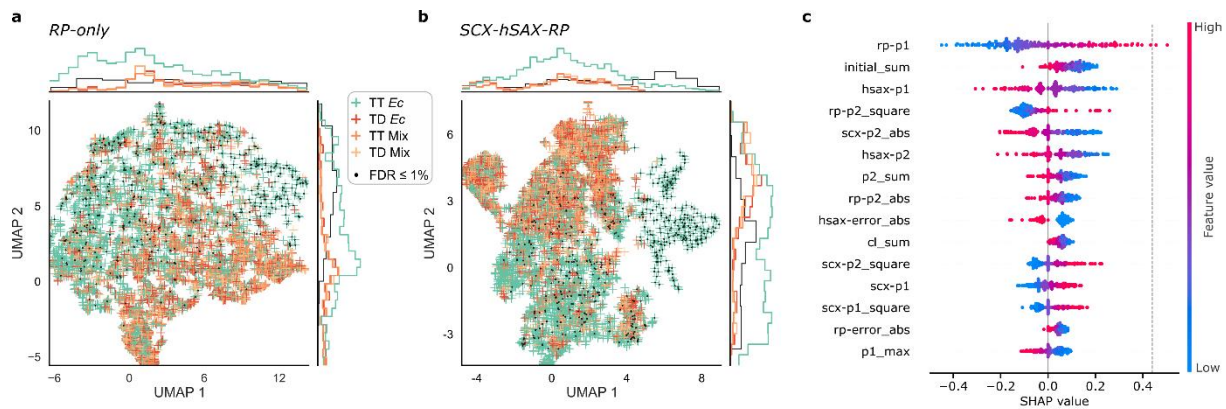 a
RP-only
UMAP 2
10
5
0
−5
−6
0
6
12
UMAP 1
TT Ec
TD Ec
TT Mix
TD Mix
FDR ≤ 1%
b
SCX-hSAX-RP
UMAP 2
6
3
0
-3
−4
0
4
8
UMAP 1
c
rp-p1
initial_sum
hsax-p1
rp-p2_square
scx-p2_abs
hsax-p2
p2_sum
rp-p2_abs
hsax-error_abs
cl_sum
scx-p2_square
scx-p1
scx-p1_square
rp-error_abs
p1_max
−0.4
−0.2
0.0
0.2
0.4
SHAP value
High
Feature value
Low